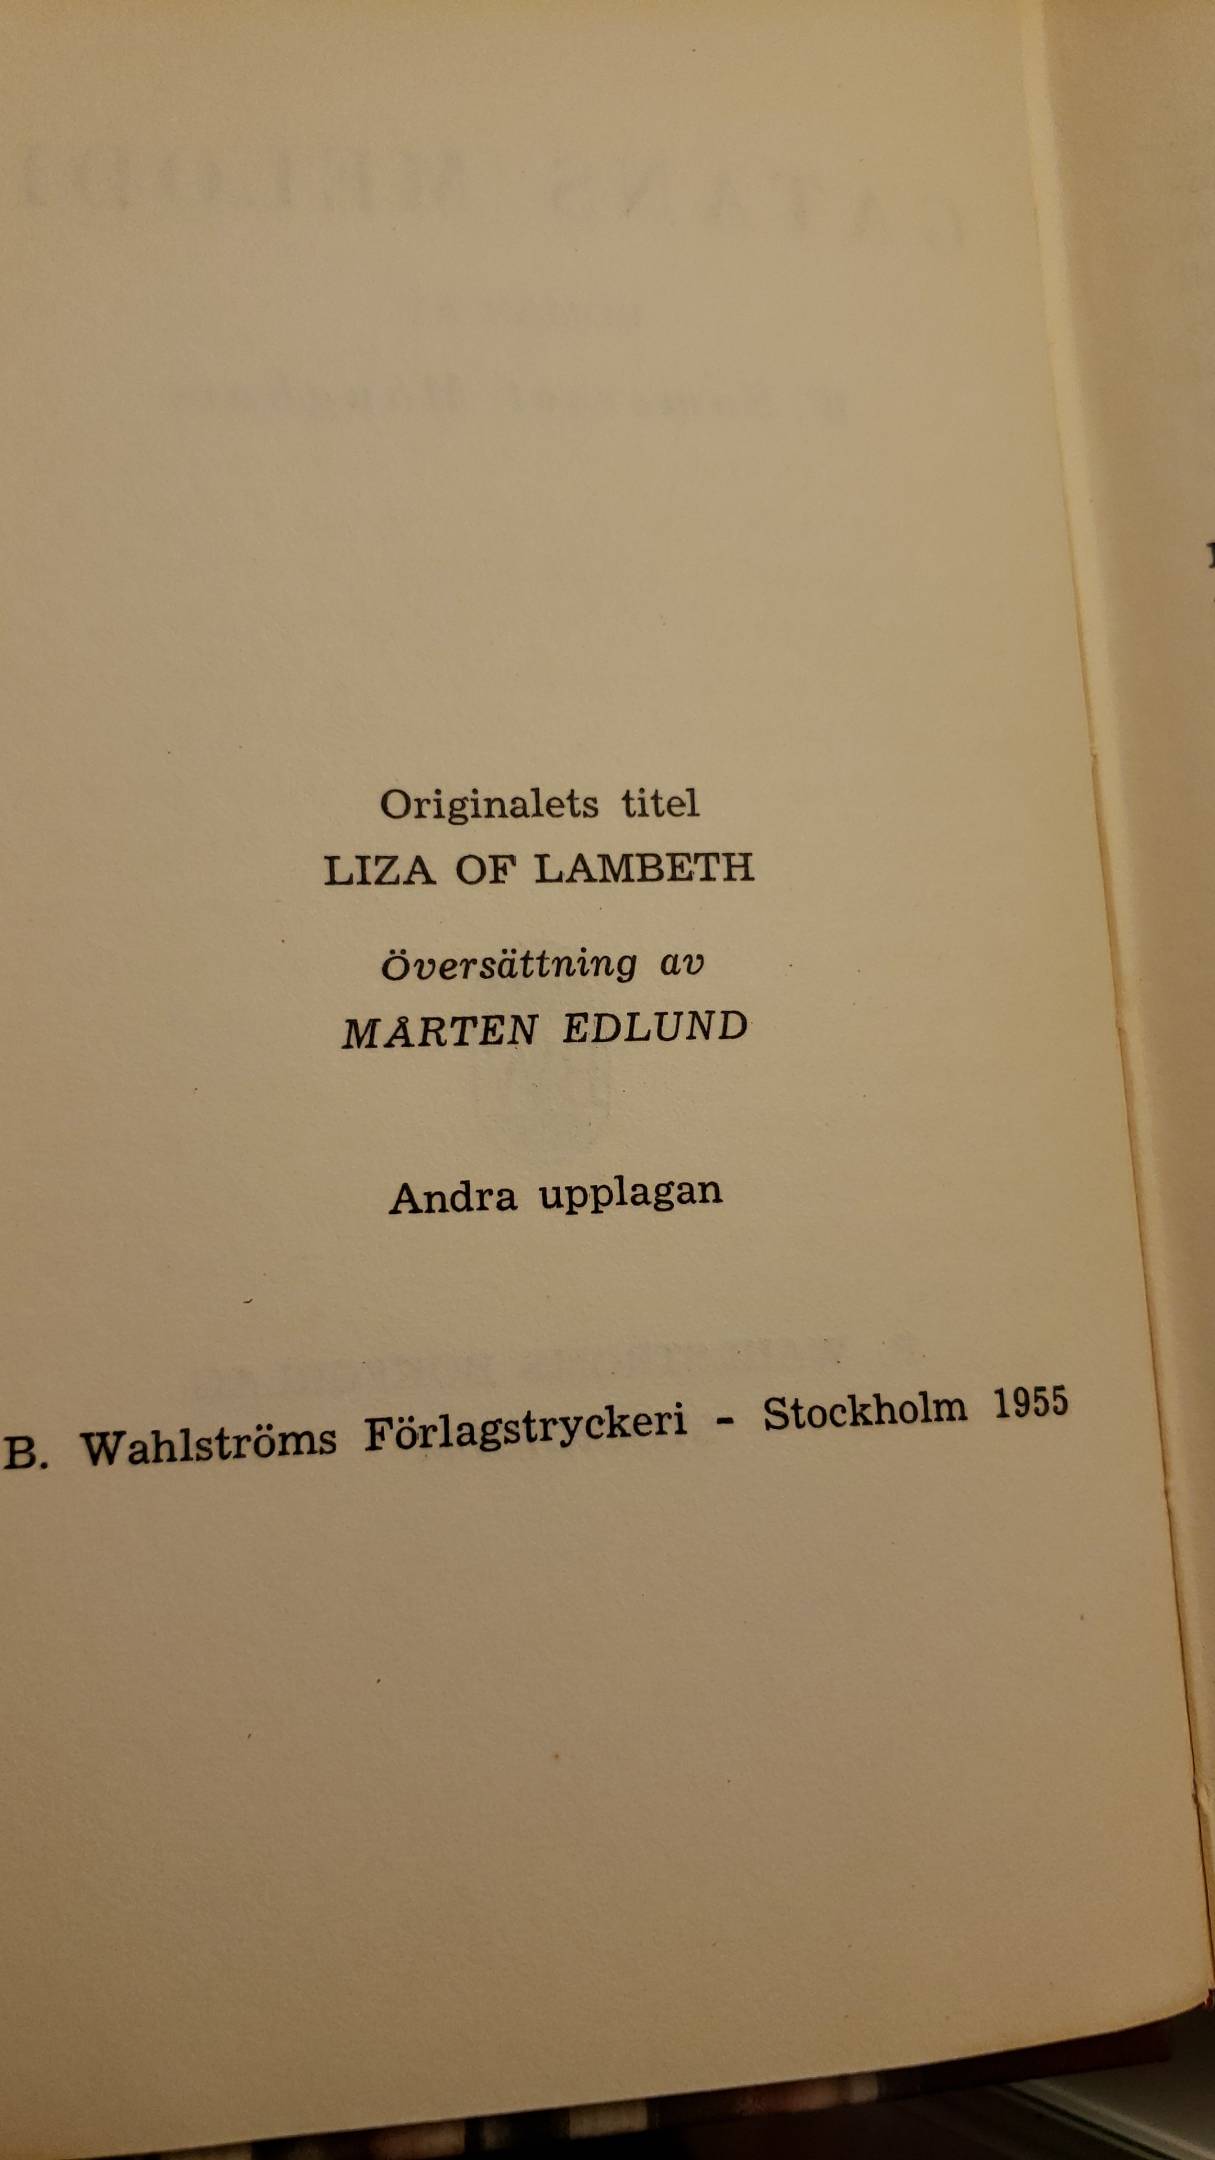 Originalets titel
LIZA OF LAMBETH
Översättning av
MÅRTEN EDLUND
Andra upplagan
B. Wahlströms Förlagstryckeri - Stockholm 1955